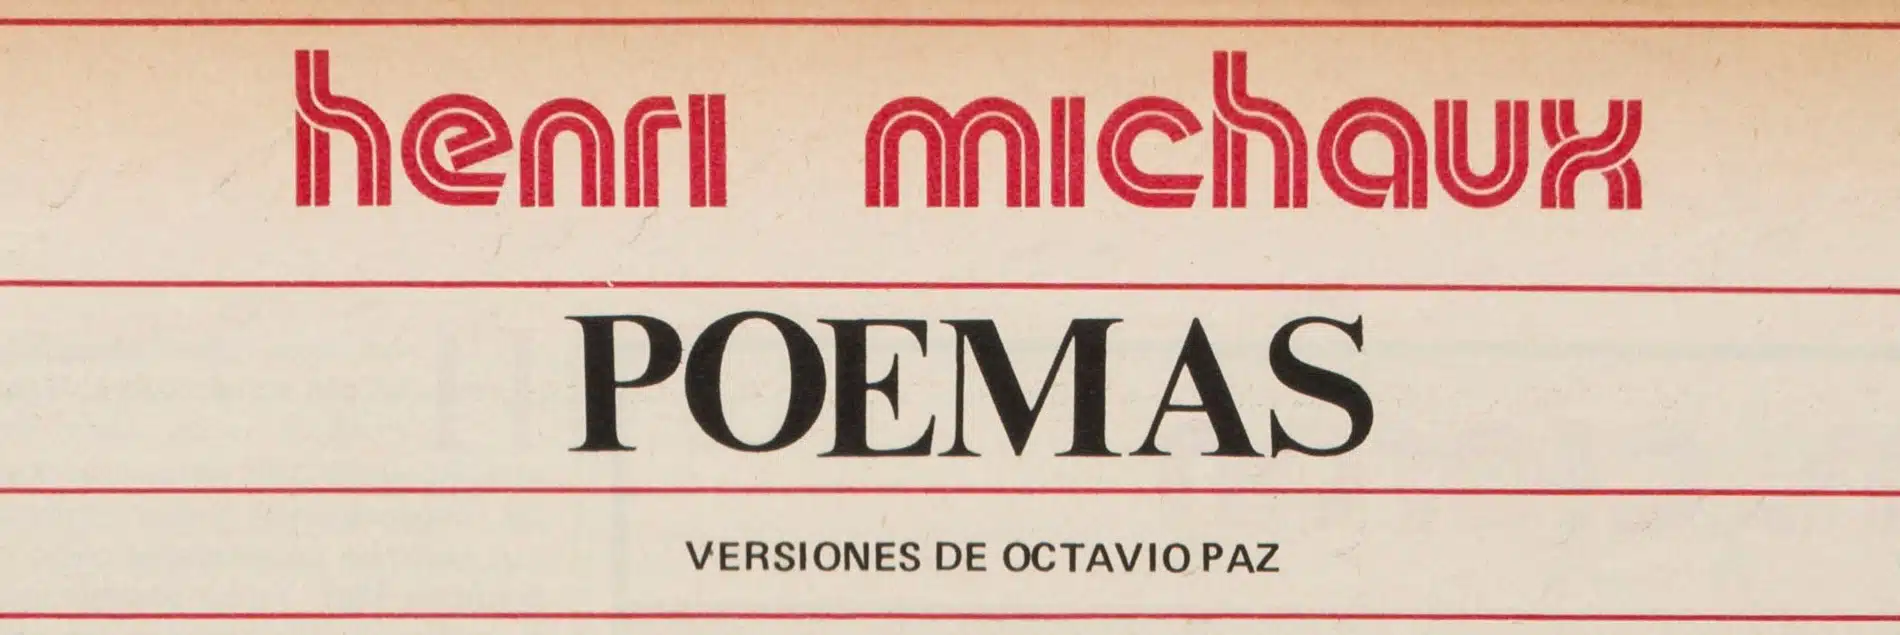 henri michaux
POEMAS
VERSIONES DE OCTAVIO PAZ